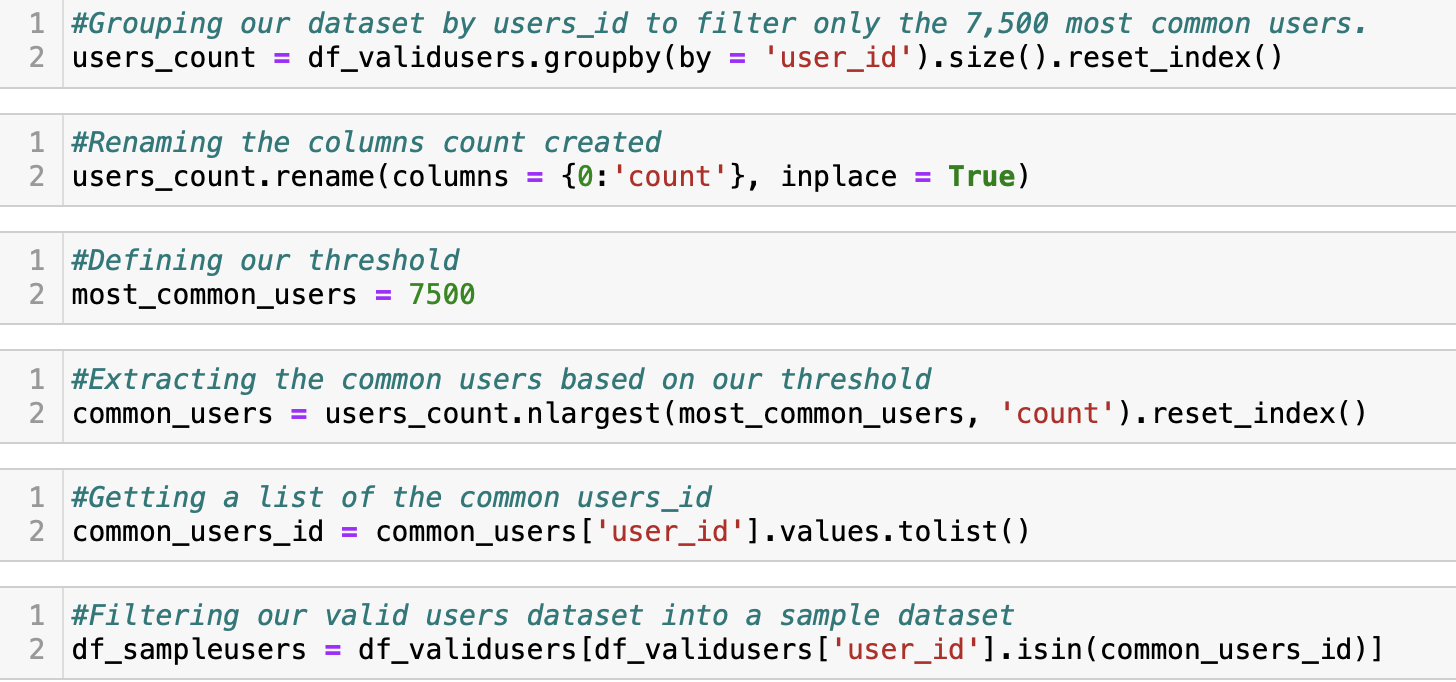 1 #Grouping our dataset by users_id to filter only the 7,500 most common users.
2 users_count = df_validusers.groupby(by = 'user_id').size().reset_index()
1 #Renaming the columns count created
2 users_count.rename(columns = {0:'count'}, inplace = True)
1 #Defining our threshold
2 most_common_users = 7500
1 #Extracting the common users based on our threshold
2 common_users = users_count.nlargest(most_common_users, 'count').reset_index()
1 #Getting a list of the common users_id
2 common_users_id = common_users['user_id'].values.tolist()
1 #Filtering our valid users dataset into a sample dataset
2 df_sampleusers = df_validusers[df_validusers['user_id'].isin(common_users_id)]